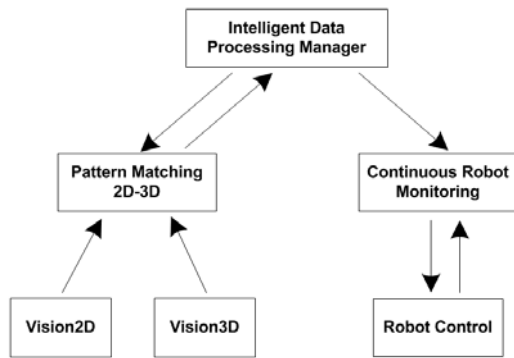 Intelligent Data
Processing Manager
Pattern Matching
2D-3D
Continuous Robot
Monitoring
Vision2D
Vision3D
Robot Control